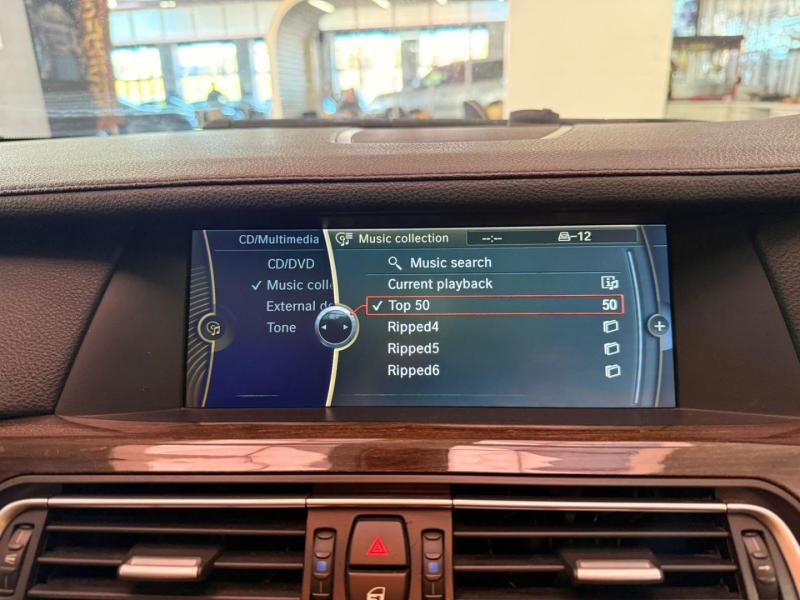 CD/Multimedia
Music collection
--:--
-12
CD/DVD
Music coll
External de
Tone
Music search
Current playback
Top 50
50
Ripped4
Ripped5
Ripped6